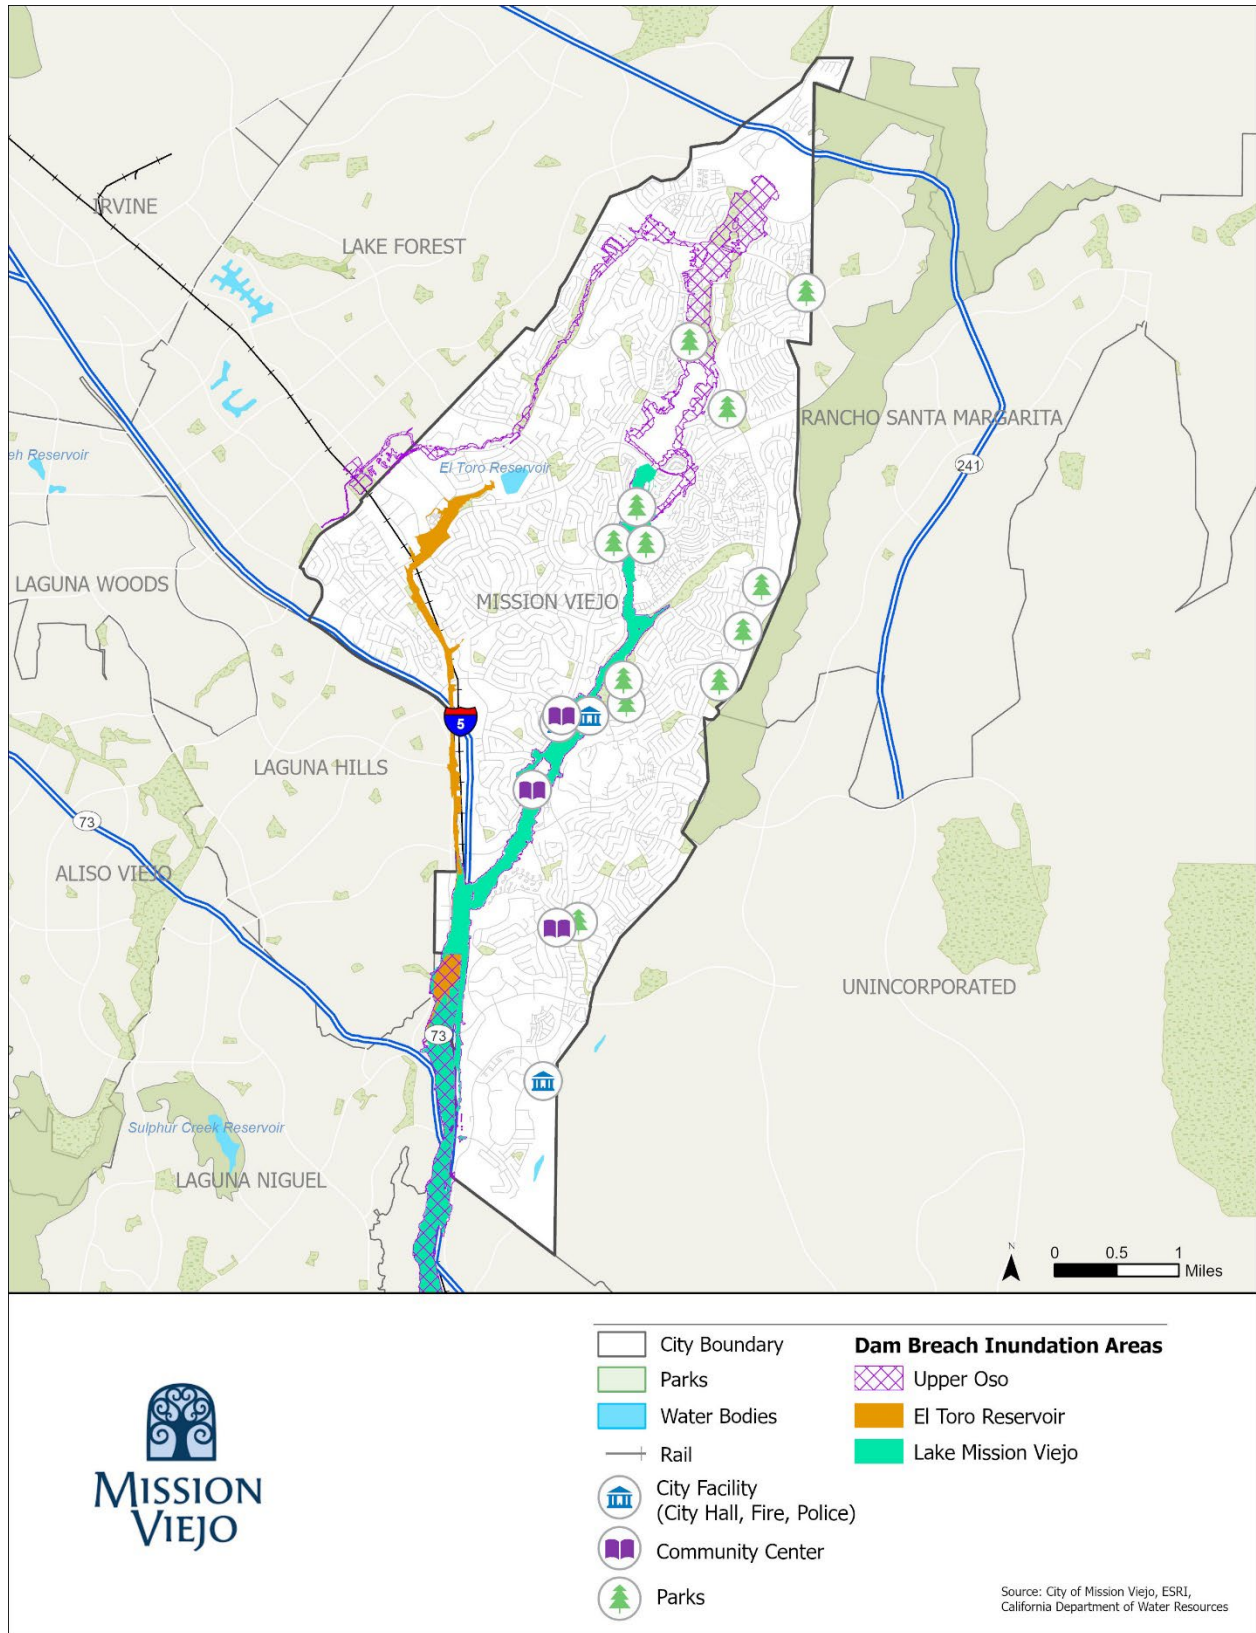 IRVINE
LAKE FOREST
RANCHO SANTA MARGARITA
241
eh Reservoir
El Toro Reservoir
LAGUNA WOODS
MISSION VIEJO
5
LAGUNA HILLS
73
ALISO VIEJO
UNINCORPORATED
73
Sulphur Creek Reservoir
LAGUNA NIGUEL
N
0 0.5 1
Miles
MISSION
VIEJO
City Boundary
Parks
Water Bodies
Rail
City Facility
(City Hall, Fire, Police)
Community Center
Parks
Dam Breach Inundation Areas
Upper Oso
El Toro Reservoir
Lake Mission Viejo
Source: City of Mission Viejo, ESRI,
California Department of Water Resources